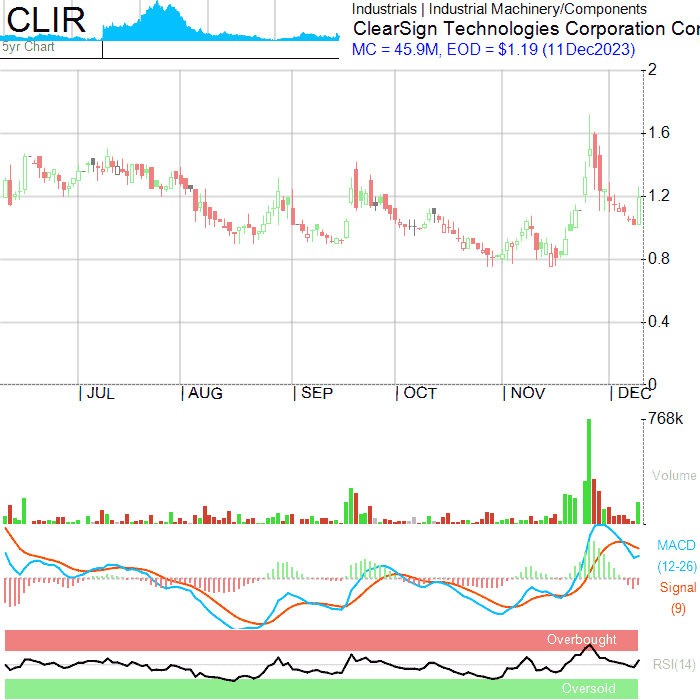 CLIR
5yr Chart
Industrials | Industrial Machinery/Components
ClearSign Technologies Corporation Cor
MC = 45.9M, EOD = $1.19 (11Dec2023)
2
1.6
1.2
0.8
0.4
0
| JUL | AUG | SEP | OCT | NOV | DEC
768k
Volume
MACD
(12-26)
Signal
(9)
Overbought
RSI(14)
Oversold